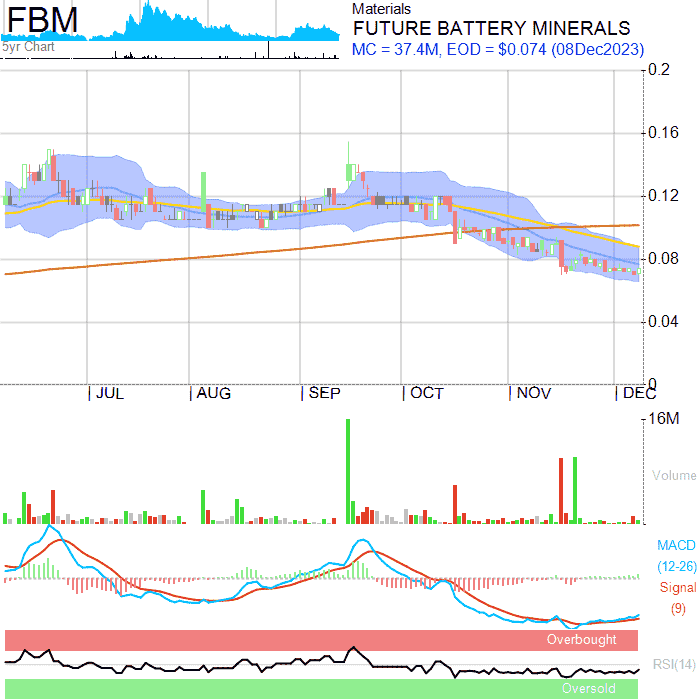 FBM
5yr Chart
Materials
FUTURE BATTERY MINERALS
MC = 37.4M, EOD = $0.074 (08Dec2023)
0.2
0.16
0.12
0.08
0.04
0
JUL AUG SEP OCT NOV DEC
16M
Volume
MACD
(12-26)
Signal
(9)
Overbought
RSI(14)
Oversold